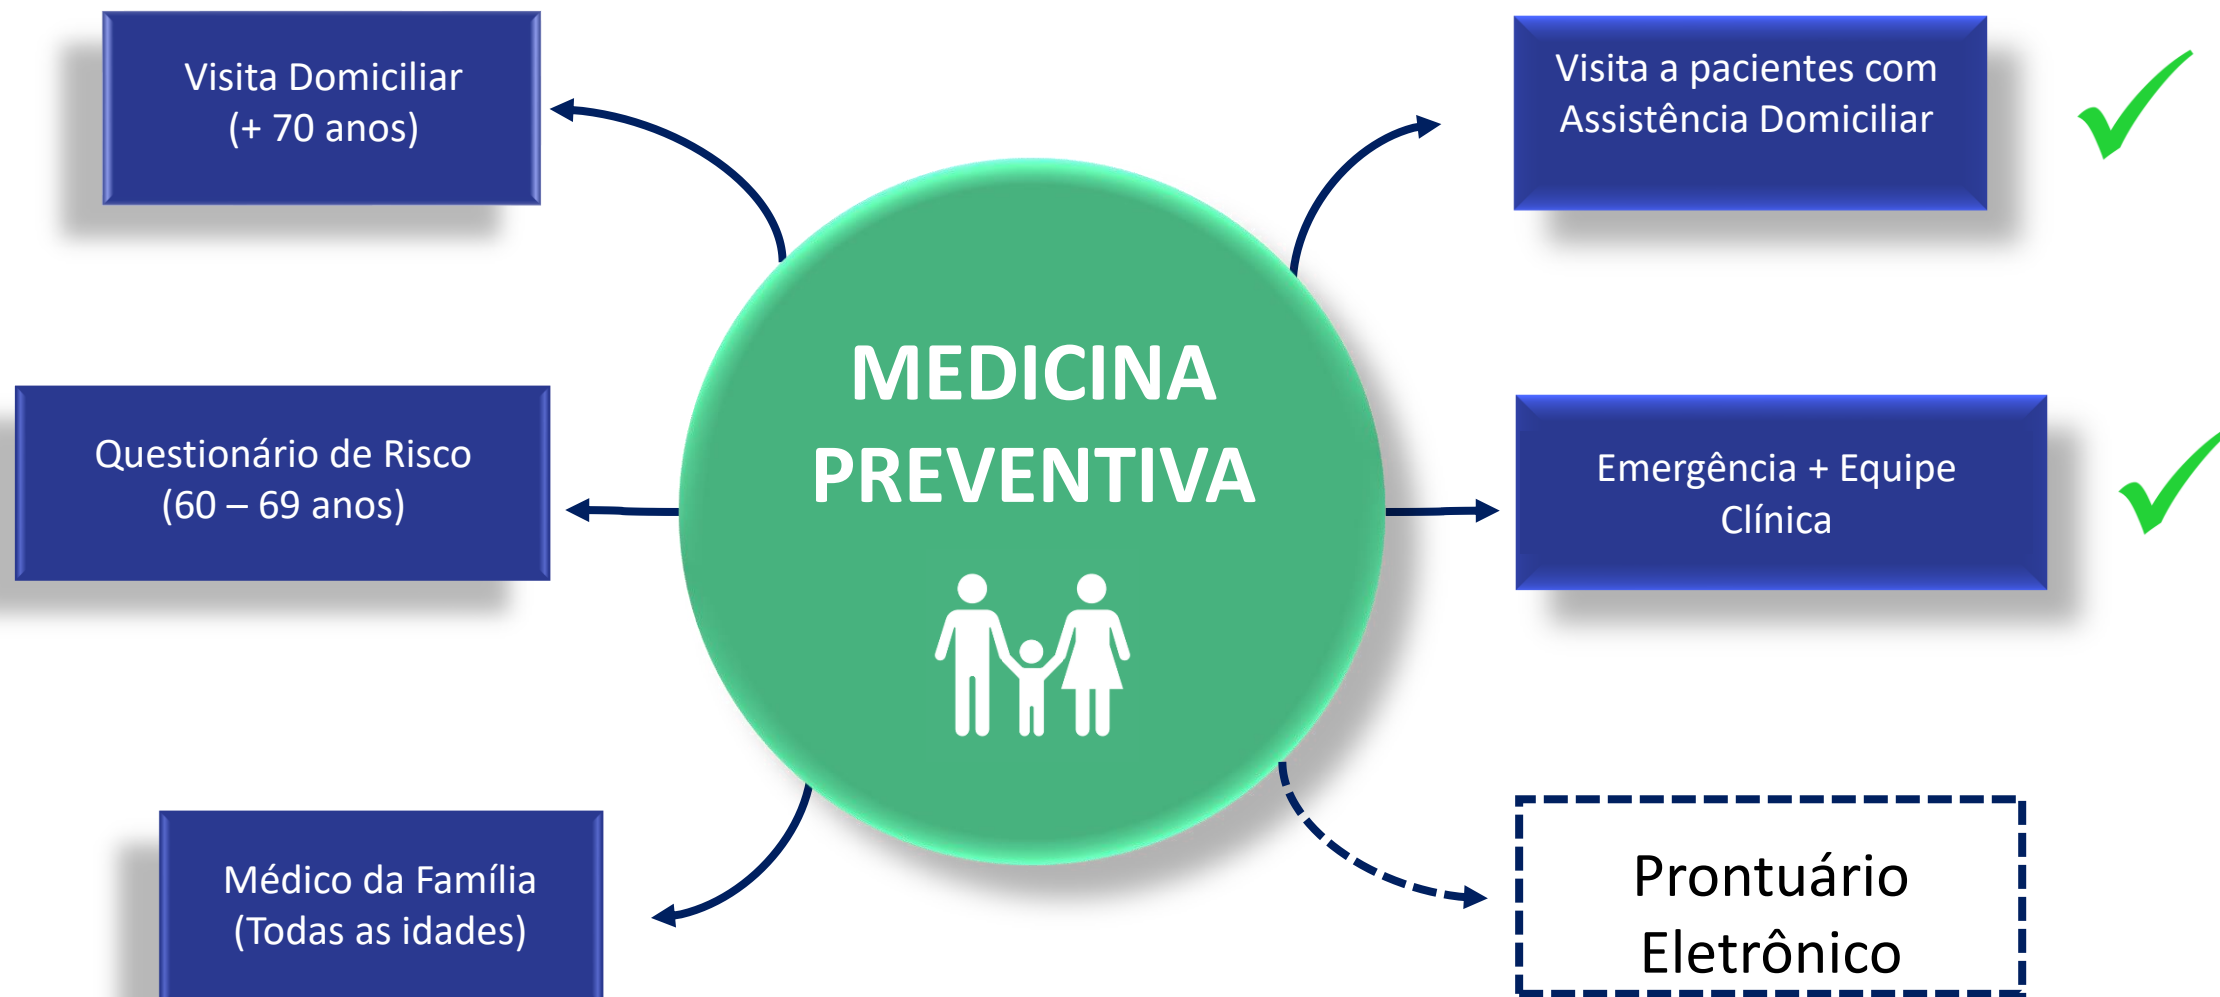 Visita Domiciliar
(+ 70 anos)
Visita a pacientes com
Assistência Domiciliar
MEDICINA
PREVENTIVA
Questionário de Risco
(60 – 69 anos)
Emergência + Equipe
Clínica
Médico da Família
(Todas as idades)
Prontuário
Eletrônico